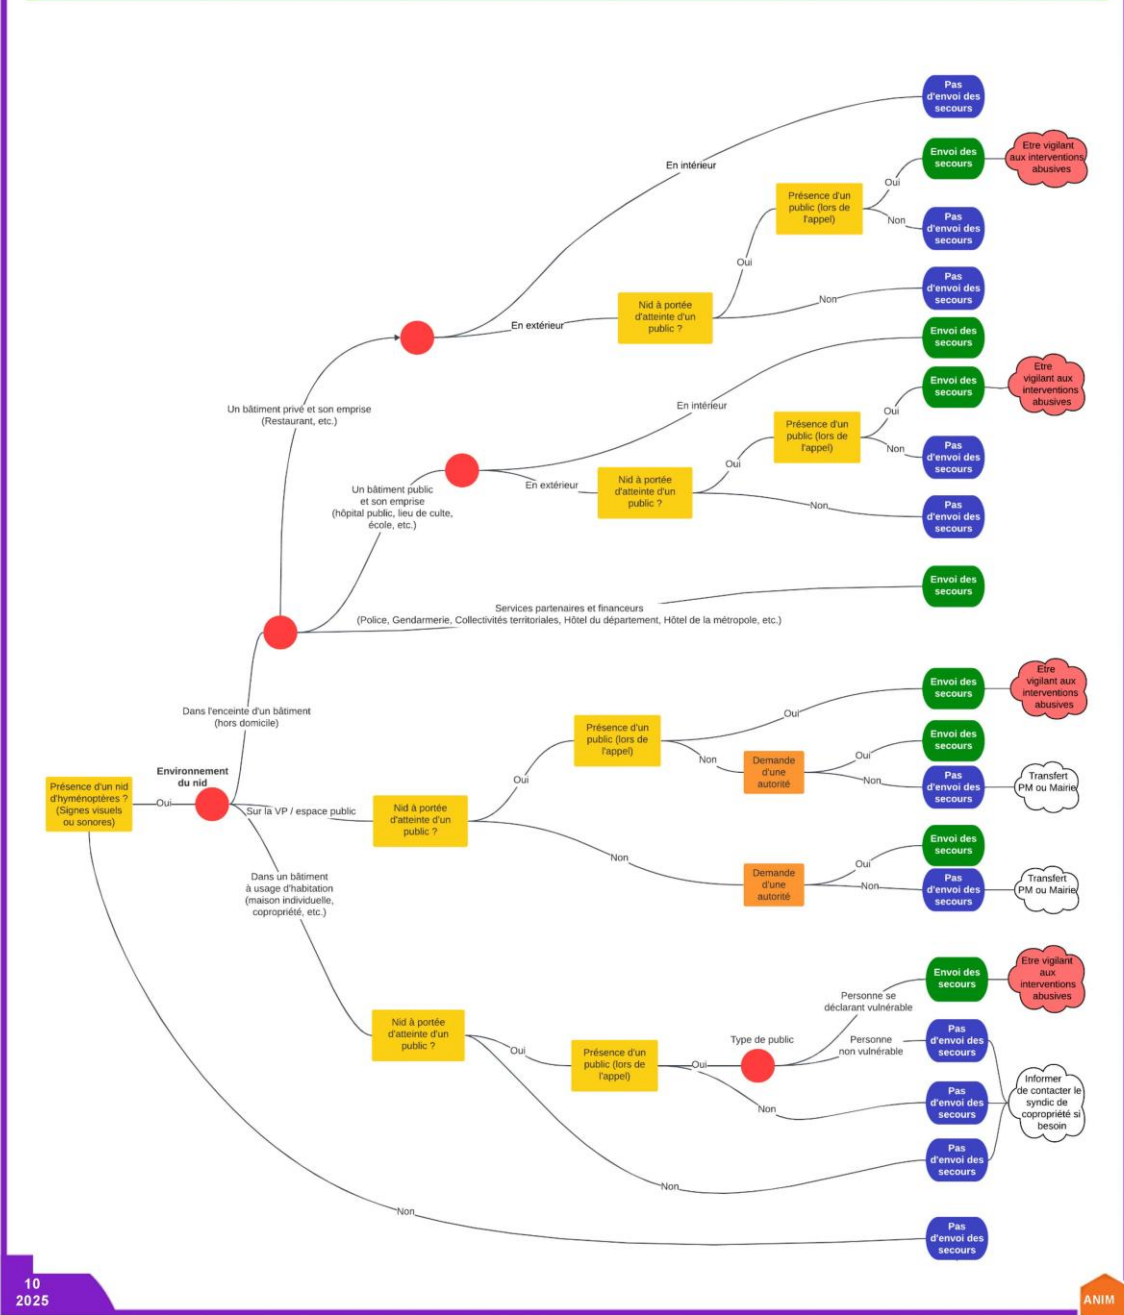 Pas
d'envoi des
secours
En intérieur
Envoi des
secours
Etre vigilant
aux interventions
abusives
Oui
Présence d'un
public (lors de
l'appel)
Non
Pas
d'envoi des
secours
Oui
Pas
d'envoi des
secours
Non
Nid à portée
d'atteinte d'un
public ?
En extérieur
Envoi des
secours
Etre
vigilant aux
interventions
abusives
Envoi des
secours
En intérieur
Un bâtiment privé et son emprise
(Restaurant, etc.)
Oui
Présence d'un
public (lors de
l'appel)
Non
Pas
d'envoi des
secours
Oui
Nid à portée
d'atteinte d'un
public ?
En extérieur
Un bâtiment public
et son emprise
(hôpital public, lieu de culte,
école, etc.)
Non
Pas
d'envoi des
secours
Envoi des
secours
Services partenaires et financeurs
(Police, Gendarmerie, Collectivités territoriales, Hôtel du département, Hôtel de la métropole, etc.)
Envoi des
secours
Etre
vigilant aux
interventions
abusives
Dans l'enceinte d'un bâtiment
(hors domicile)
Oui
Présence d'un
public (lors de
l'appel)
Non
Envoi des
secours
Oui
Demande
d'une
autorité
Non
Pas
d'envoi des
secours
Transfert
PM ou Mairie
Oui
Environnement
du nid
Présence d'un nid
d'hyménoptères ?
(Signes visuels
ou sonores)
Oui
Sur la VP / espace public
Nid à portée
d'atteinte d'un
public ?
Non
Envoi des
secours
Oui
Demande
d'une
autorité
Non
Pas
d'envoi des
secours
Transfert
PM ou Mairie
Dans un bâtiment
à usage d'habitation
(maison individuelle,
copropriété, etc.)
Envoi des
secours
Etre vigilant
aux
interventions
abusives
Personne se
déclarant vulnérable
Nid à portée
d'atteinte d'un
public ?
Oui
Présence d'un
public (lors de
l'appel)
Oui
Type de public
Personne
non vulnérable
Pas
d'envoi des
secours
Non
Pas
d'envoi des
secours
Informer
de contacter le
syndic de
copropriété si
besoin
Non
Pas
d'envoi des
secours
Non
Pas
d'envoi des
secours
10
2025
ANIM